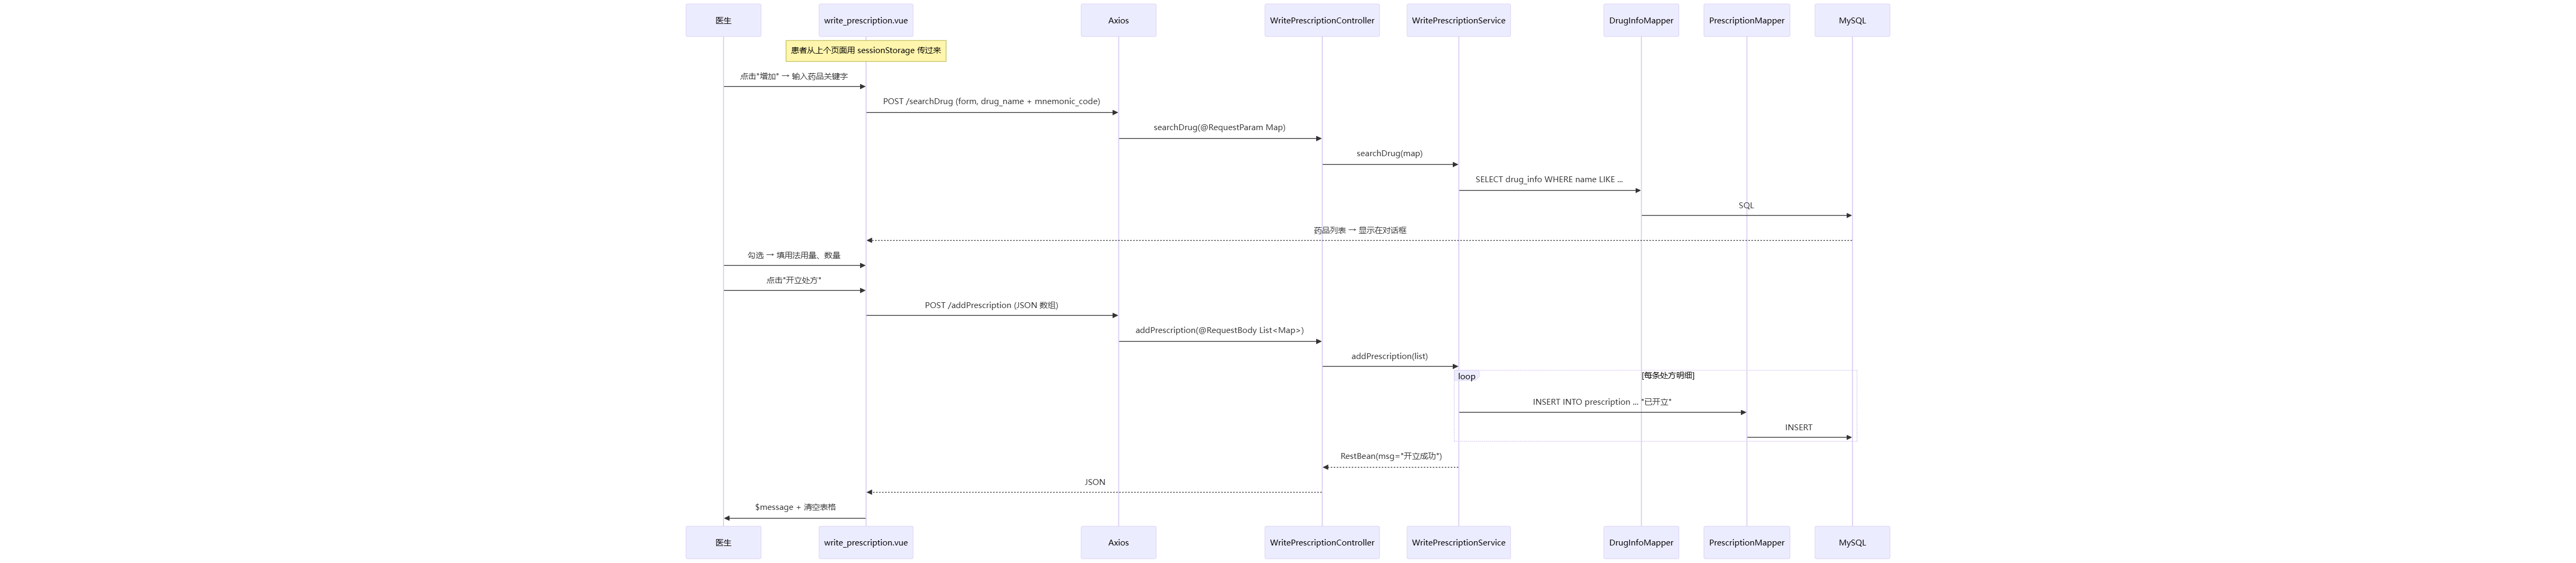 医生
write_prescription.vue
Axios
WritePrescriptionController
WritePrescriptionService
DrugInfoMapper
PrescriptionMapper
MySQL
患者从上个页面用 sessionStorage 传过来
点击"增加" → 输入药品关键字
POST /searchDrug (form, drug_name + mnemonic_code)
searchDrug(@RequestParam Map)
searchDrug(map)
SELECT drug_info WHERE name LIKE ...
SQL
药品列表 → 显示在对话框
勾选 → 填用法用量、数量
点击"开立处方"
POST /addPrescription (JSON 数组)
addPrescription(@RequestBody List<Map>)
addPrescription(list)
loop
[每条处方明细]
INSERT INTO prescription ... "已开立"
INSERT
RestBean(msg="开立成功")
JSON
$message + 清空表格
医生
write_prescription.vue
Axios
WritePrescriptionController
WritePrescriptionService
DrugInfoMapper
PrescriptionMapper
MySQL